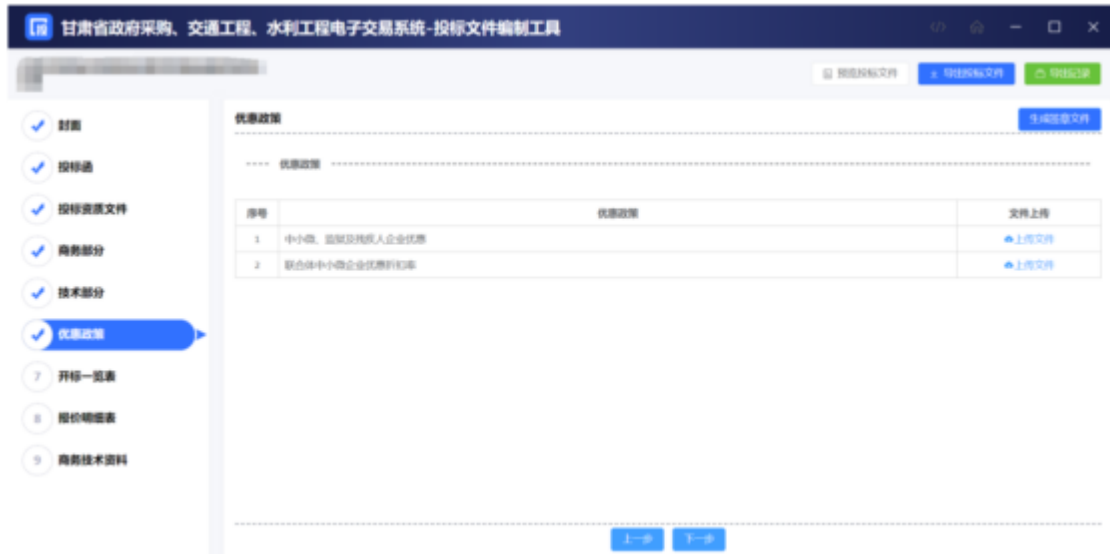 甘肃省政府采购、交通工程、水利工程电子交易系统-投标文件编制工具
预览投标文件 导出投标文件 导出记录
封面
投标函
投标资质文件
商务部分
技术部分
优惠政策
7 开标一览表
8 报价明细表
9 商务技术资料
优惠政策 生成签章文件
优惠政策
序号 优惠政策 文件上传
1 中小微、监狱及残疾人企业优惠 上传文件
2 联合体中小微企业优惠折扣率 上传文件
上一步 下一步